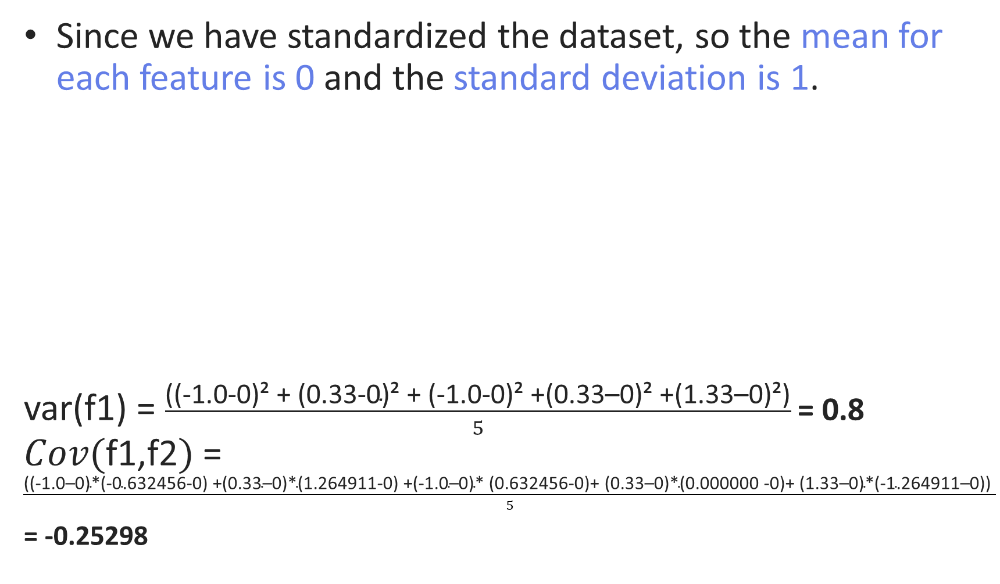 • Since we have standardized the dataset, so the mean for
each feature is 0 and the standard deviation is 1.
var(f1) = ((-1.0-0)² + (0.33-0)² + (-1.0-0)² +(0.33–0)² +(1.33–0)²) / 5 = 0.8
𝐶𝑜𝑣(f1,f2) =
((-1.0–0)*(-0.632456-0) +(0.33–0)*(1.264911-0) +(-1.0–0)* (0.632456-0)+ (0.33–0)*(0.000000 -0)+ (1.33–0)*(-1.264911–0))
5
= -0.25298